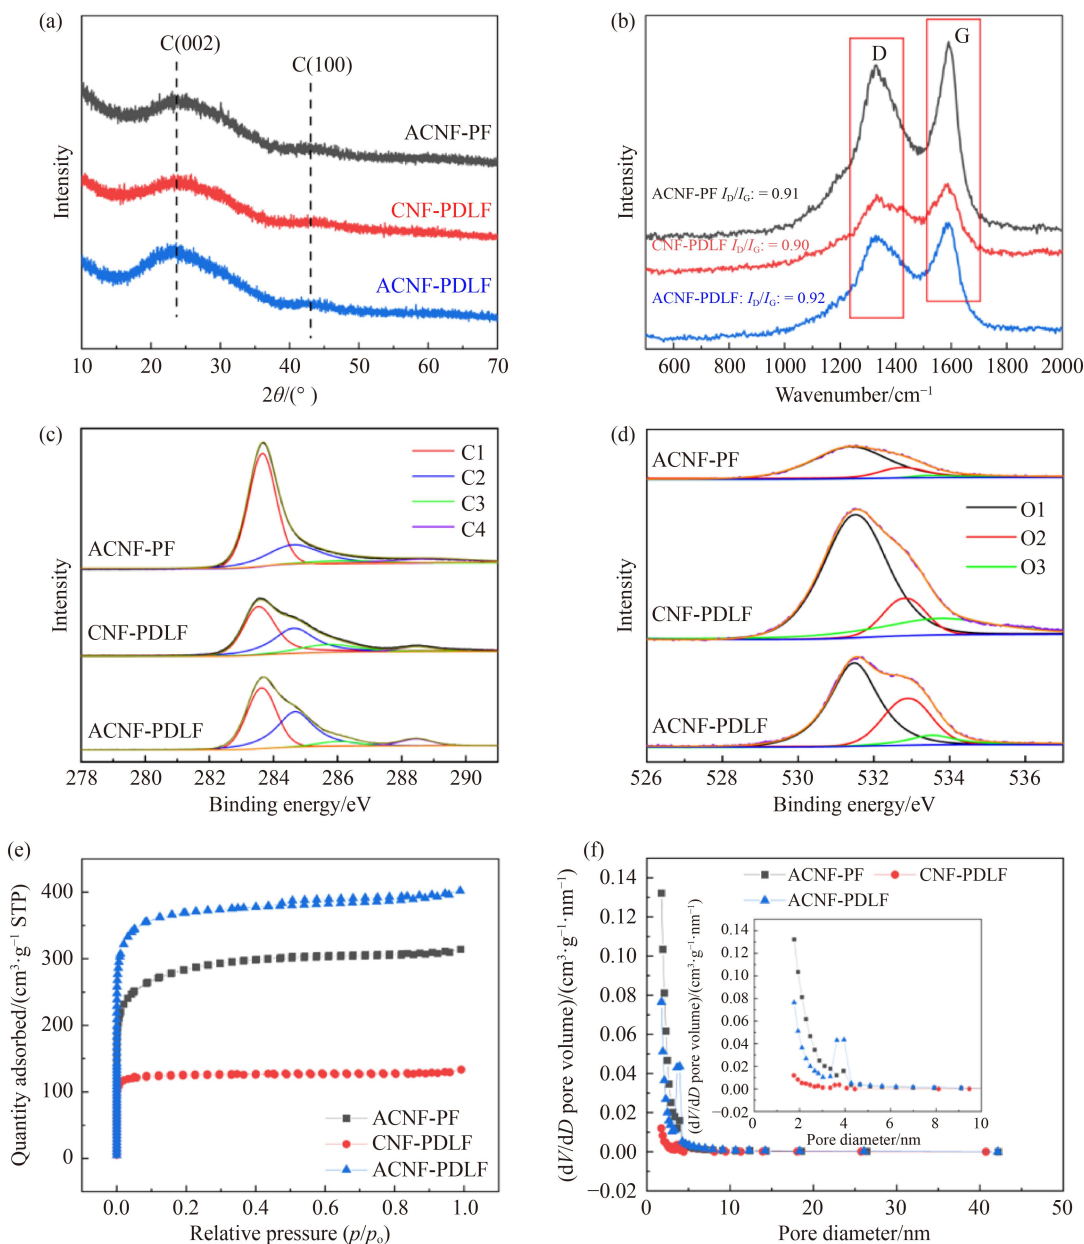 (a)
C(002)
C(100)
ACNF-PF
CNF-PDLF
ACNF-PDLF
Intensity
10 20 30 40 50 60 70
2θ/(° )
(b)
D
G
ACNF-PF I_D/I_G: = 0.91
CNF-PDLF I_D/I_G: = 0.90
ACNF-PDLF: I_D/I_G: = 0.92
Intensity
600 800 1000 1200 1400 1600 1800 2000
Wavenumber/cm⁻¹
(c)
C1
C2
C3
C4
ACNF-PF
CNF-PDLF
ACNF-PDLF
Intensity
278 280 282 284 286 288 290
Binding energy/eV
(d)
ACNF-PF
O1
O2
O3
CNF-PDLF
ACNF-PDLF
Intensity
526 528 530 532 534 536
Binding energy/eV
(e)
400
300
200
100
0
Quantity adsorbed/(cm³·g⁻¹ STP)
ACNF-PF
CNF-PDLF
ACNF-PDLF
0.0 0.2 0.4 0.6 0.8 1.0
Relative pressure (p/p₀)
(f)
ACNF-PF CNF-PDLF
ACNF-PDLF
0.14
0.12
0.10
0.08
0.06
0.04
0.02
0.00
−0.02
(dV/dD pore volume)/(cm³·g⁻¹·nm⁻¹)
0.14
0.12
0.10
0.08
0.06
0.04
0.02
0.00
−0.02
(dV/dD pore volume)/(cm³·g⁻¹·nm⁻¹)
0 2 4 6 8 10
Pore diameter/nm
0 10 20 30 40 50
Pore diameter/nm